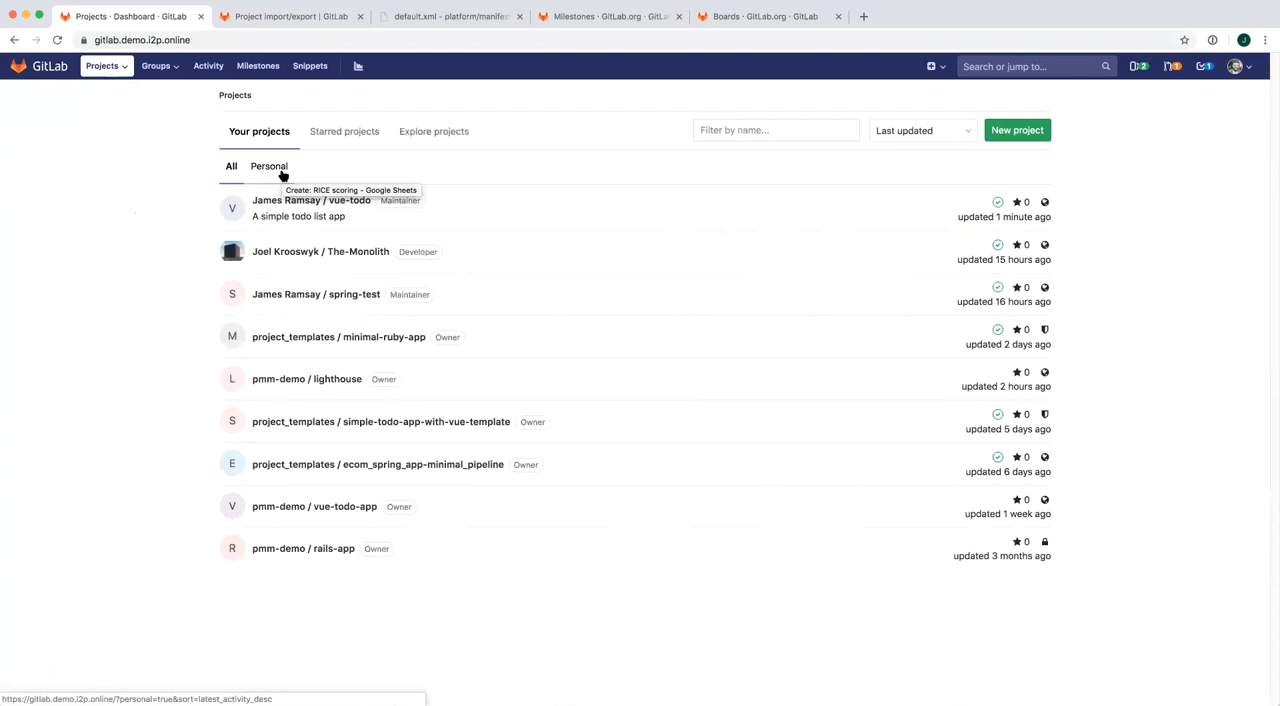 Projects · Dashboard · GitLab
Project import/export | GitLab
default.xml - platform/manifes
Milestones · GitLab.org · GitLa
Boards · GitLab.org · GitLab
gitlab.demo.i2p.online
J
GitLab
Projects
Groups
Activity
Milestones
Snippets
Search or jump to...
2
1
1
Projects
Your projects
Starred projects
Explore projects
Filter by name...
Last updated
New project
All
Personal
Create: RICE scoring - Google Sheets
V
James Ramsay / vue-todo Maintainer
0
A simple todo list app
updated 1 minute ago
Joel Krooswyk / The-Monolith Developer
0
updated 15 hours ago
S
James Ramsay / spring-test Maintainer
0
updated 16 hours ago
M
project_templates / minimal-ruby-app Owner
0
updated 2 days ago
L
pmm-demo / lighthouse Owner
0
updated 2 hours ago
S
project_templates / simple-todo-app-with-vue-template Owner
0
updated 5 days ago
E
project_templates / ecom_spring_app-minimal_pipeline Owner
0
updated 6 days ago
V
pmm-demo / vue-todo-app Owner
0
updated 1 week ago
R
pmm-demo / rails-app Owner
0
updated 3 months ago
https://gitlab.demo.i2p.online/?personal=true&sort=latest_activity_desc